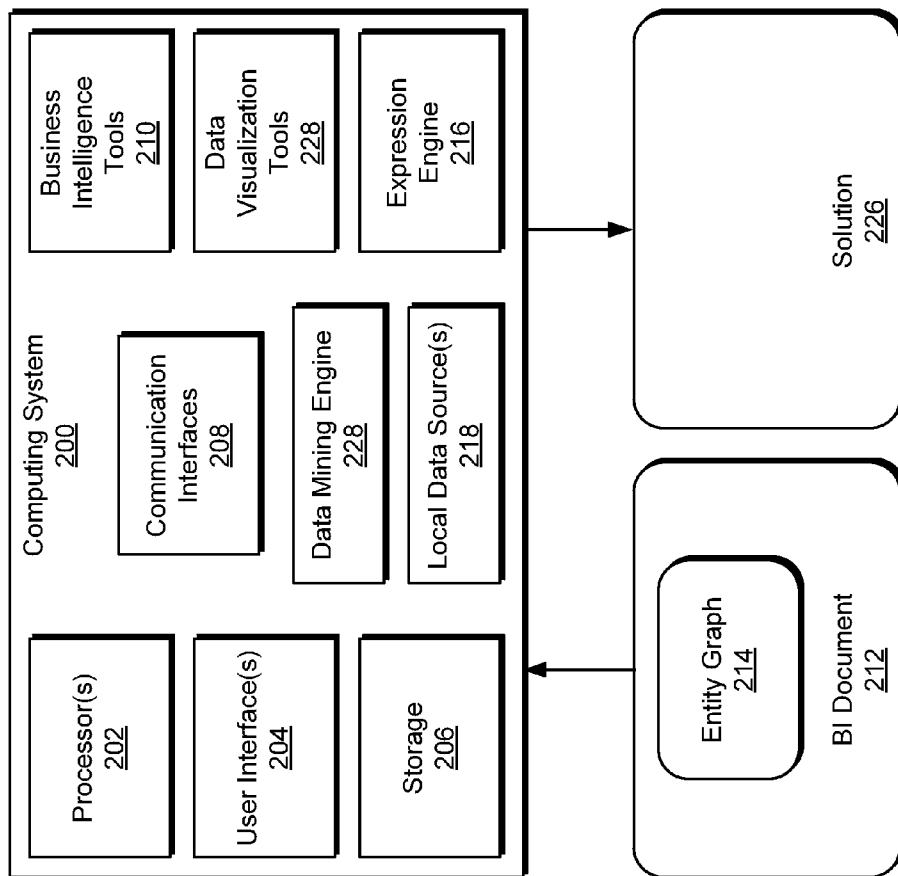 Computing System
200
Processor(s)
202
User Interface(s)
204
Storage
206
Communication
Interfaces
208
Data Mining Engine
228
Local Data Source(s)
218
Business
Intelligence
Tools
210
Data
Visualization
Tools
228
Expression
Engine
216
Entity Graph
214
BI Document
212
Solution
226